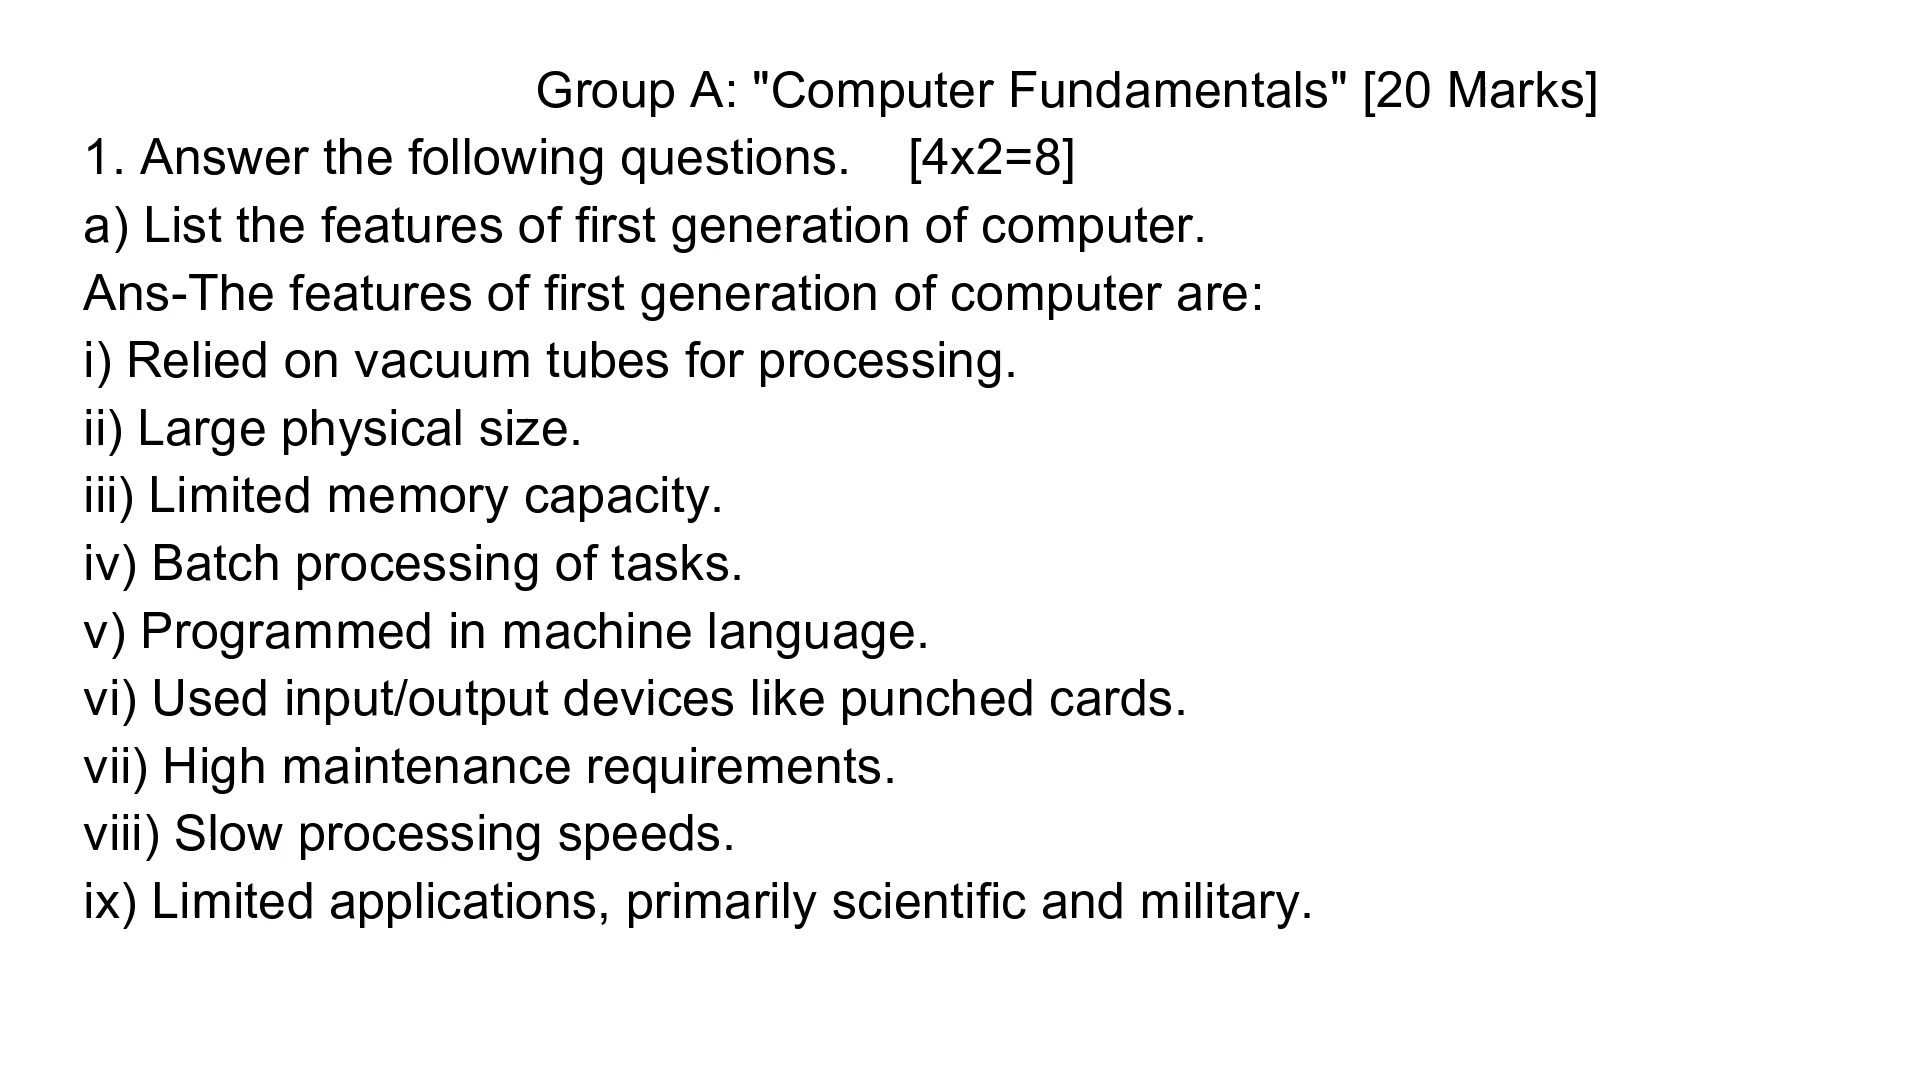 Group A: "Computer Fundamentals" [20 Marks]
1. Answer the following questions.    [4x2=8]
a) List the features of first generation of computer.
Ans-The features of first generation of computer are:
i) Relied on vacuum tubes for processing.
ii) Large physical size.
iii) Limited memory capacity.
iv) Batch processing of tasks.
v) Programmed in machine language.
vi) Used input/output devices like punched cards.
vii) High maintenance requirements.
viii) Slow processing speeds.
ix) Limited applications, primarily scientific and military.